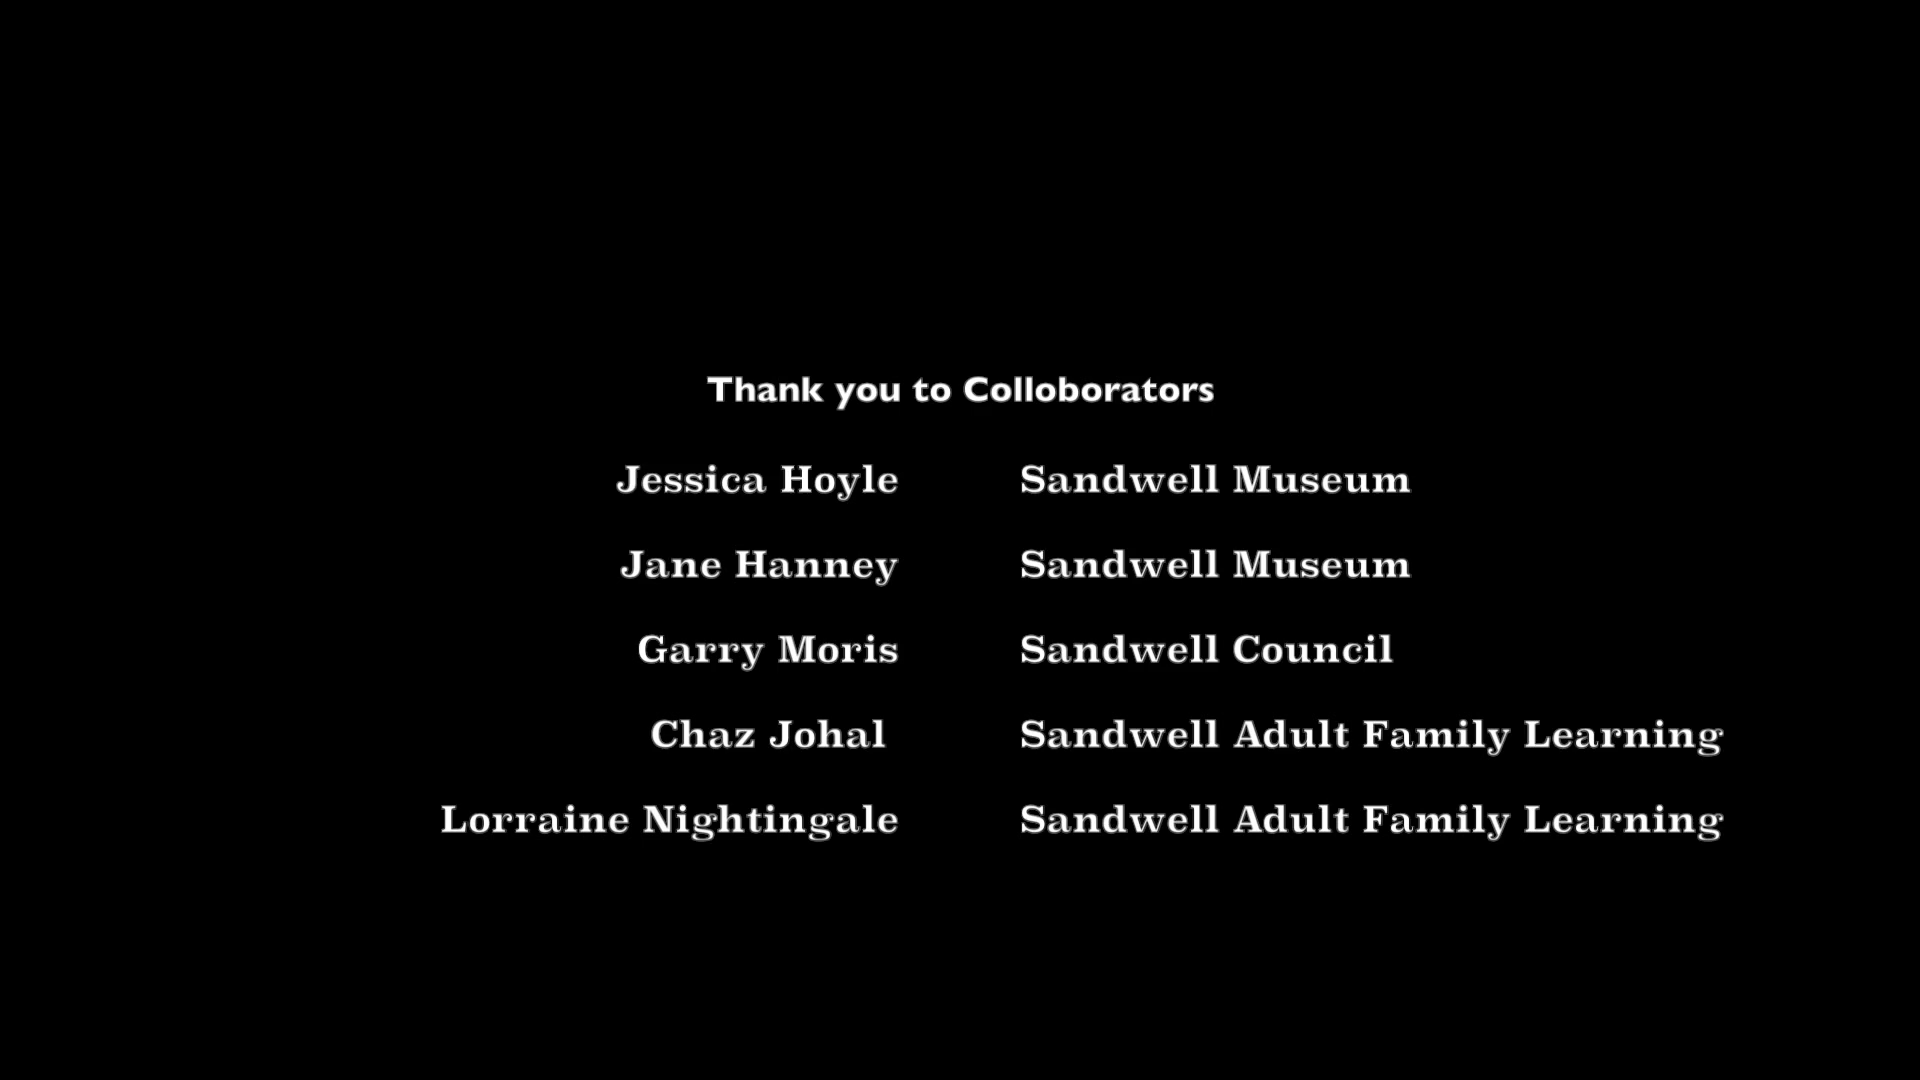 Thank you to Colloborators
Jessica Hoyle Sandwell Museum
Jane Hanney Sandwell Museum
Garry Moris Sandwell Council
Chaz Johal Sandwell Adult Family Learning
Lorraine Nightingale Sandwell Adult Family Learning